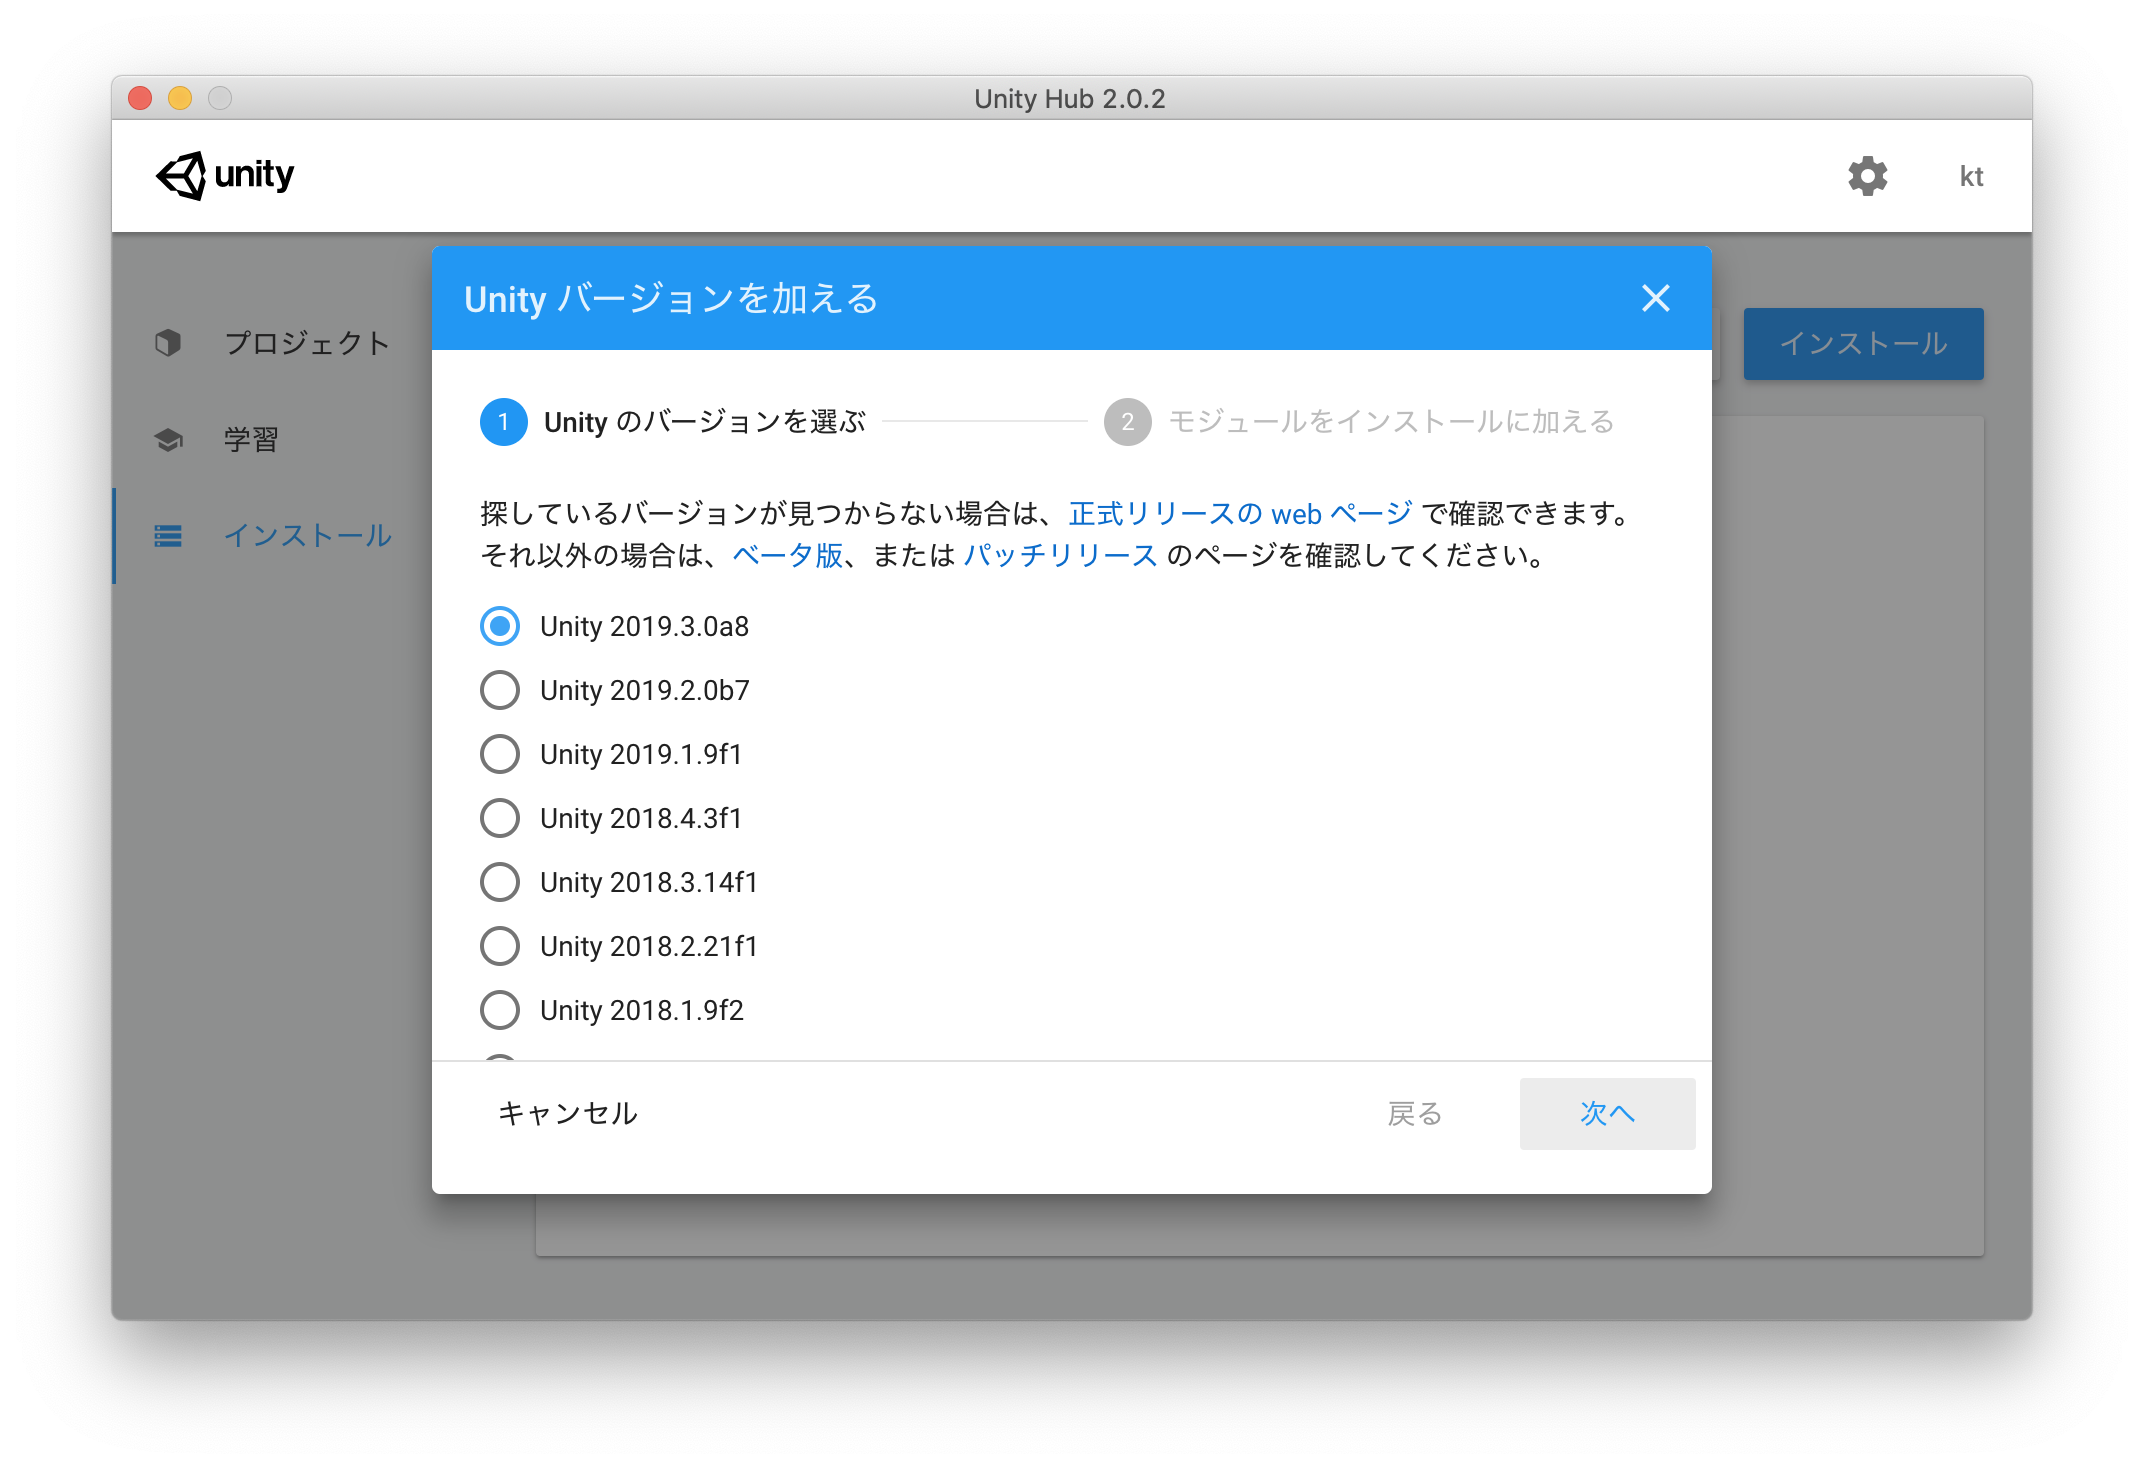 Unity Hub 2.0.2
unity
kt
プロジェクト
学習
インストール
インストール
Unity バージョンを加える
1 Unity のバージョンを選ぶ
2 モジュールをインストールに加える
探しているバージョンが見つからない場合は、正式リリースの web ページ で確認できます。
それ以外の場合は、ベータ版、または パッチリリース のページを確認してください。
Unity 2019.3.0a8
Unity 2019.2.0b7
Unity 2019.1.9f1
Unity 2018.4.3f1
Unity 2018.3.14f1
Unity 2018.2.21f1
Unity 2018.1.9f2
キャンセル
戻る
次へ